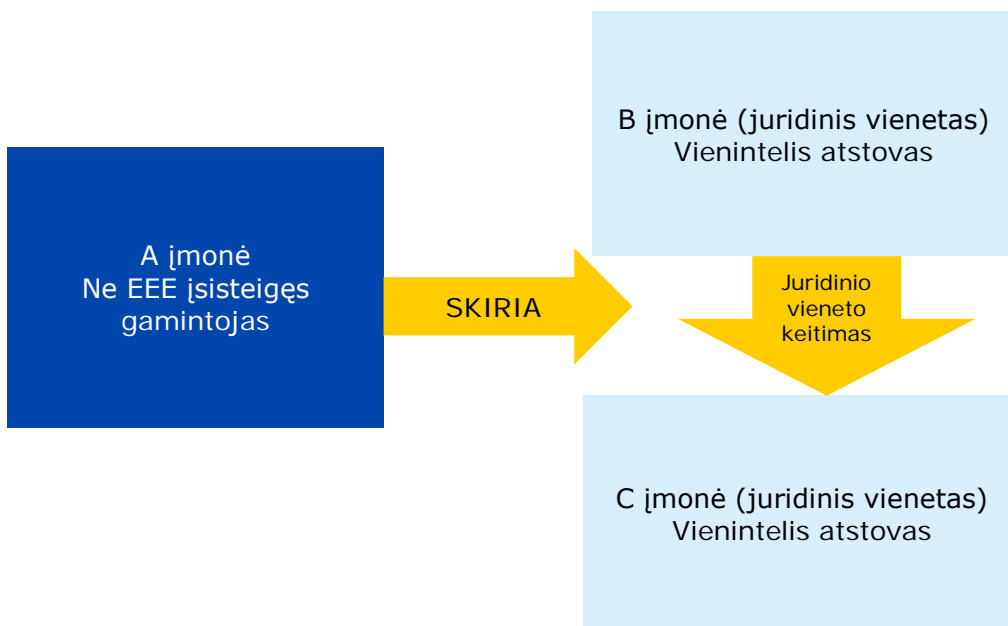 A įmonė
Ne EEE įsisteigęs
gamintojas
SKIRIA
B įmonė (juridinis vienetas)
Vienintelis atstovas
Juridinio
vieneto
keitimas
C įmonė (juridinis vienetas)
Vienintelis atstovas